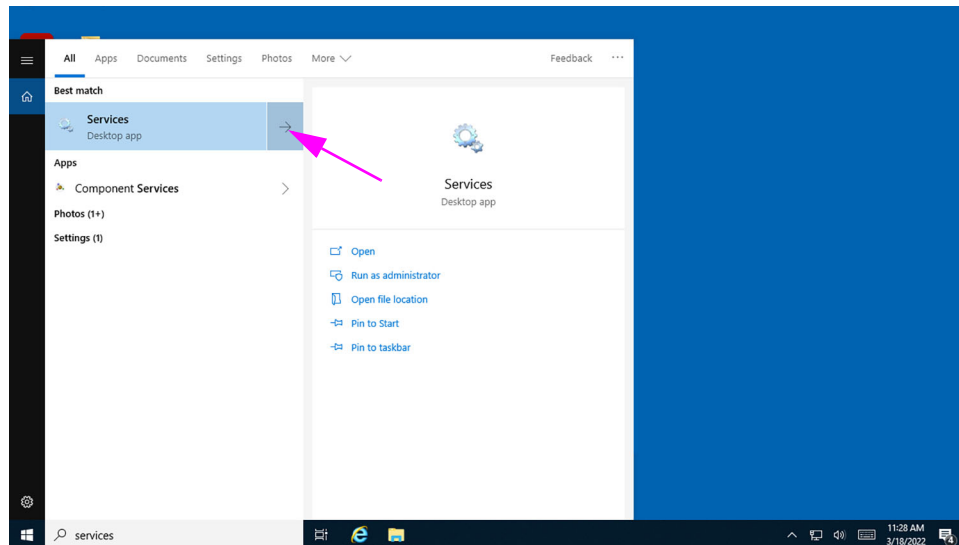 All Apps Documents Settings Photos More Feedback ...
Best match
Services
Desktop app
Apps
Component Services
Photos (1+)
Settings (1)
Services
Desktop app
Open
Run as administrator
Open file location
Pin to Start
Pin to taskbar
services
11:28 AM
3/18/2022
4